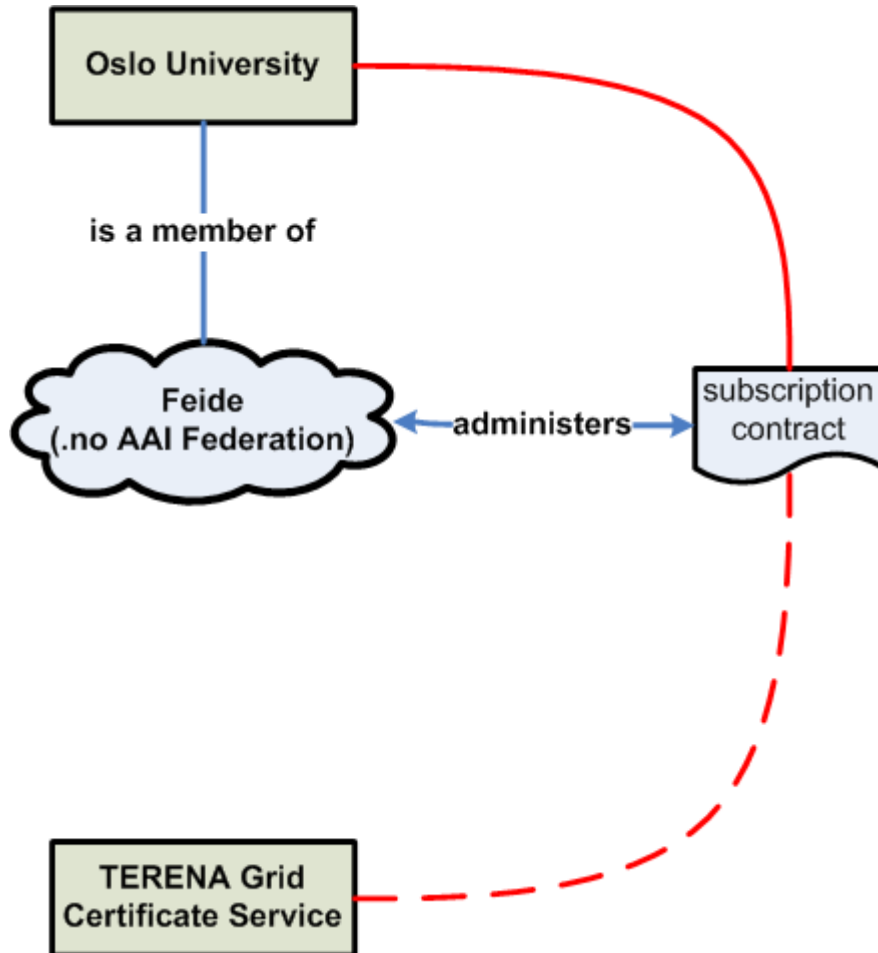 Oslo University
is a member of
Feide
(.no AAI Federation)
administers
subscription
contract
TERENA Grid
Certificate Service